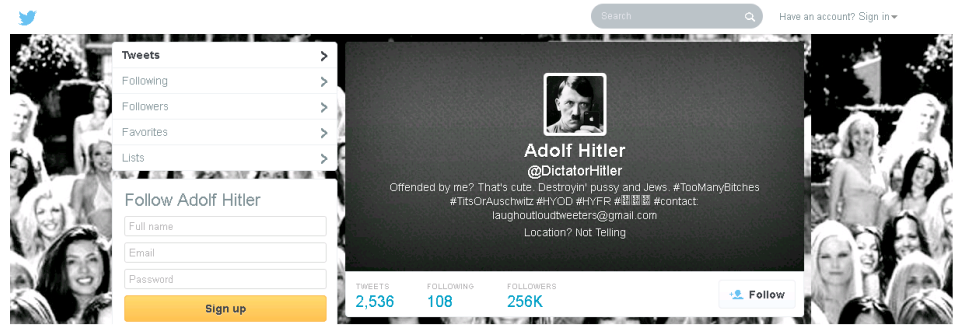 Search
Have an account? Sign in
Tweets
Following
Followers
Favorites
Lists
Follow Adolf Hitler
Full name
Email
Password
Sign up
Adolf Hitler
@DictatorHitler
Offended by me? That's cute. Destroyin' pussy and Jews. #TooManyBitches
#TitsOrAuschwitz #HYOD #HYFR # #contact:
laughoutloudtweeters@gmail.com
Location? Not Telling
TWEETS FOLLOWING FOLLOWERS
2,536 108 256K
Follow